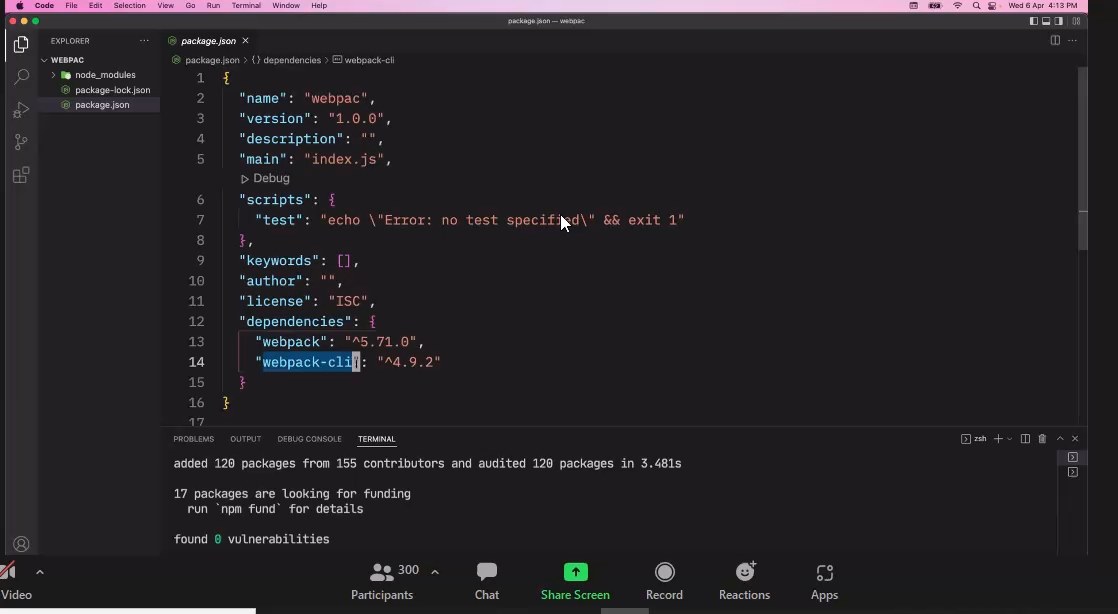 Code File Edit Selection View Go Run Terminal Window Help Wed 6 Apr 4:13 PM
package.json — webpac
EXPLORER ···
package.json ×
WEBPAC
node_modules
package-lock.json
package.json
package.json › {} dependencies › webpack-cli
1 {
2 "name": "webpac",
3 "version": "1.0.0",
4 "description": "",
5 "main": "index.js",
Debug
6 "scripts": {
7 "test": "echo \"Error: no test specified\" && exit 1"
8 },
9 "keywords": [],
10 "author": "",
11 "license": "ISC",
12 "dependencies": {
13 "webpack": "^5.71.0",
14 "webpack-cli": "^4.9.2"
15 }
16 }
17
PROBLEMS OUTPUT DEBUG CONSOLE TERMINAL zsh
added 120 packages from 155 contributors and audited 120 packages in 3.481s
17 packages are looking for funding
run `npm fund` for details
found 0 vulnerabilities
300
Video Participants Chat Share Screen Record Reactions Apps